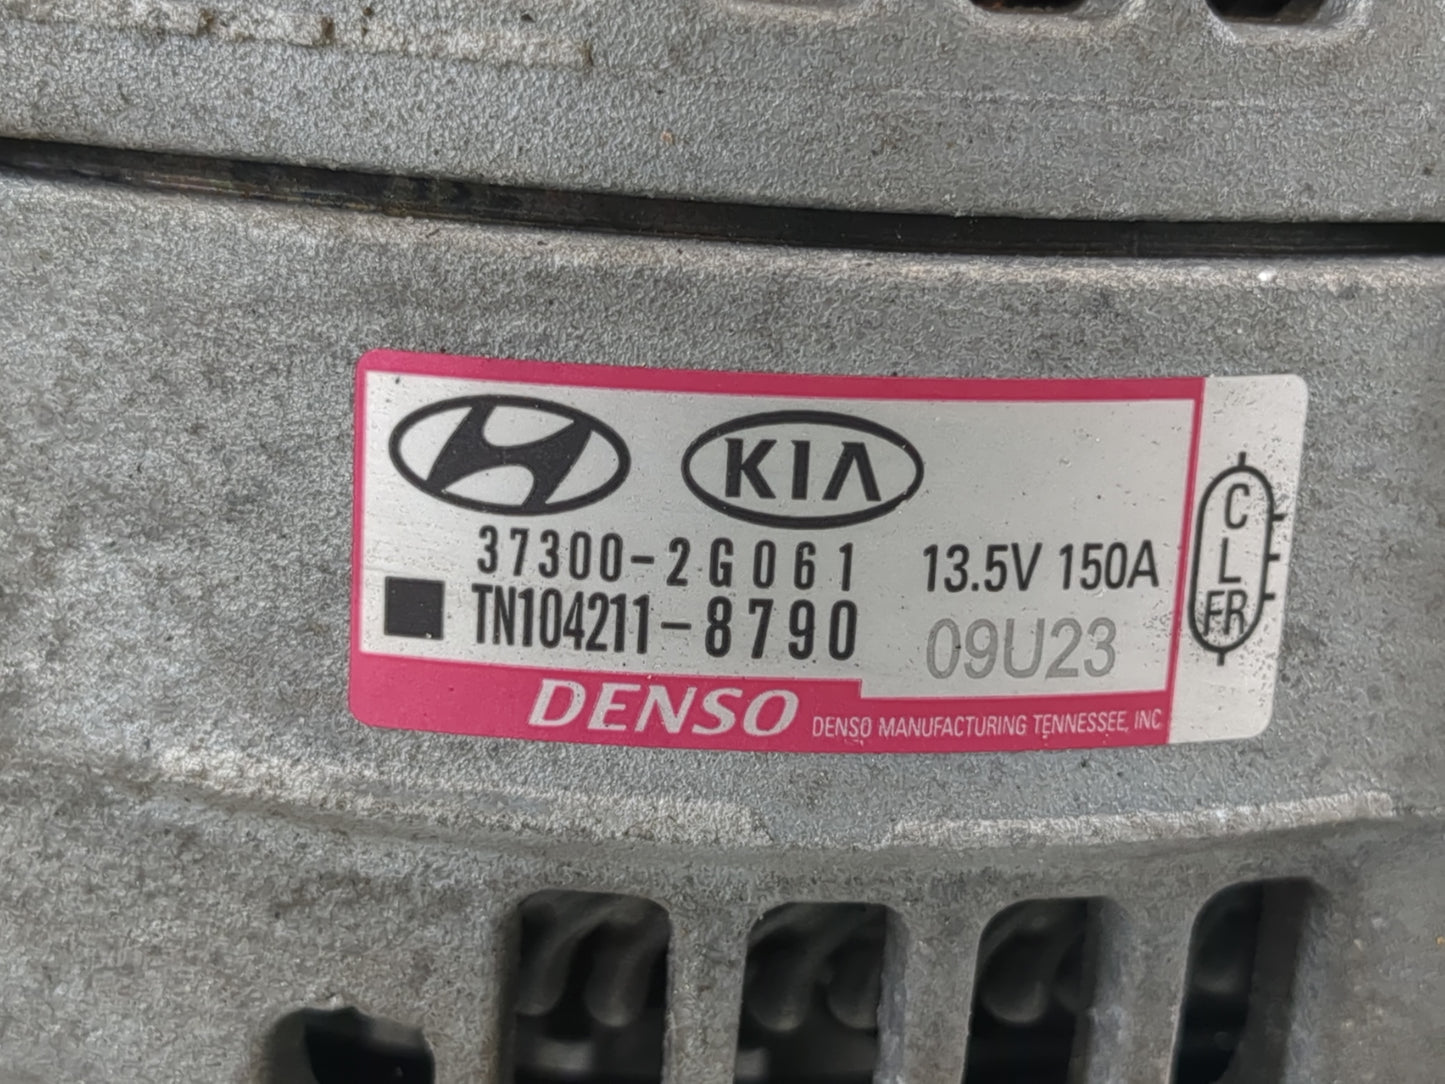 KIA
37300-2G061 13.5V 150A
TN104211-8790 09U23
DENSO DENSO MANUFACTURING TENNESSEE, INC
C
L
FR